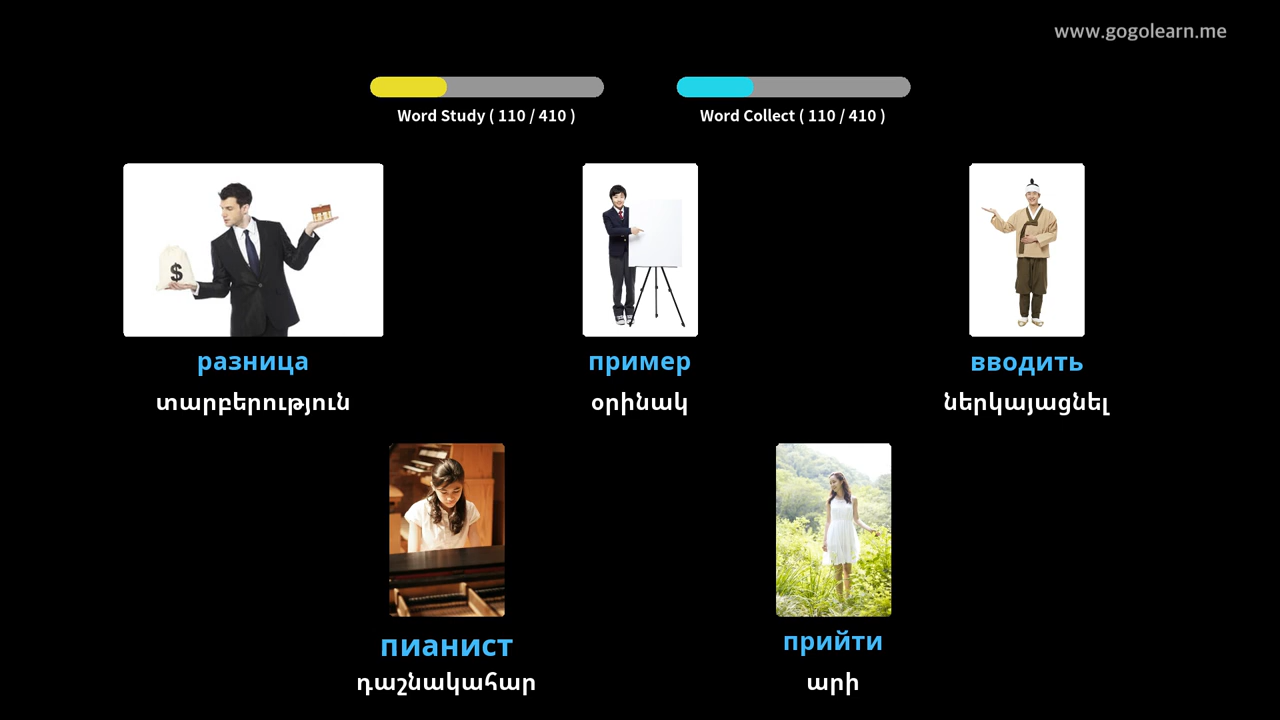 www.gogolearn.me
Word Study ( 110 / 410 )
Word Collect ( 110 / 410 )
$
разница
пример
вводить
տարբերություն
օրինակ
ներկայացնել
пианист
прийти
դաշնակահար
արի